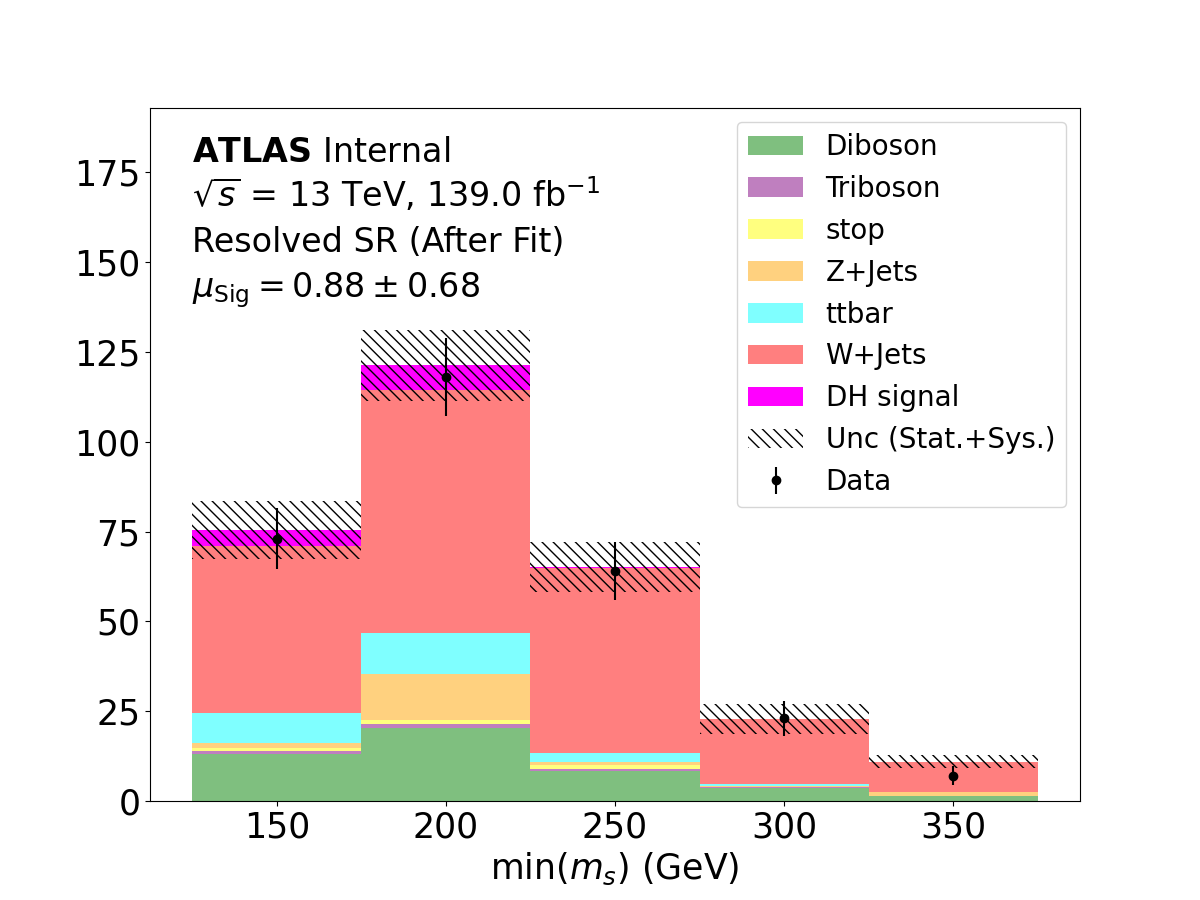 ATLAS Internal
√s = 13 TeV, 139.0 fb⁻¹
Resolved SR (After Fit)
μSig = 0.88 ± 0.68
Diboson
Triboson
stop
Z+Jets
ttbar
W+Jets
DH signal
Unc (Stat.+Sys.)
Data
175
150
125
100
75
50
25
0
150 200 250 300 350
min(mₛ) (GeV)